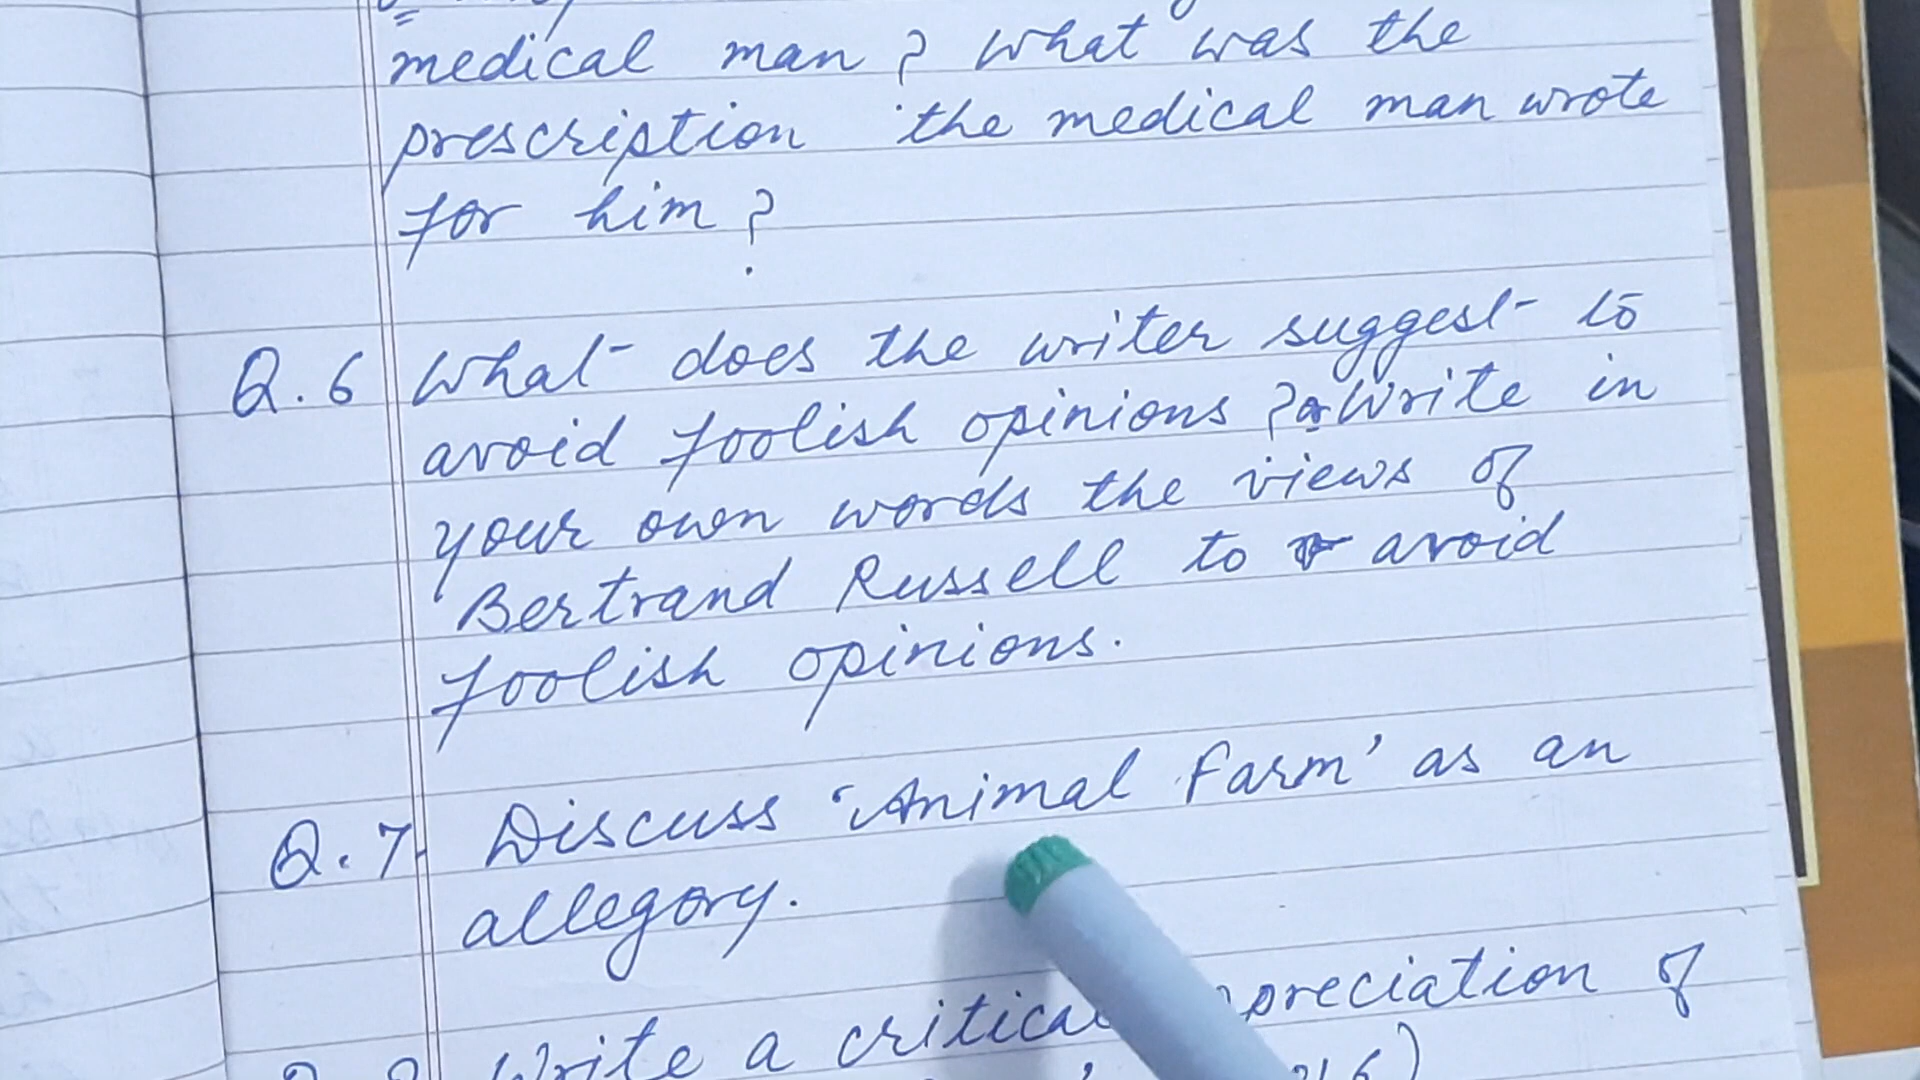 medical man? What was the
prescription the medical man wrote
for him?
Q.6 What does the writer suggest to
avoid foolish opinions? or Write in
your own words the views of
Bertrand Russell to avoid
foolish opinions.
Q.7. Discuss 'Animal Farm' as an
allegory.
Write a critical preciation of